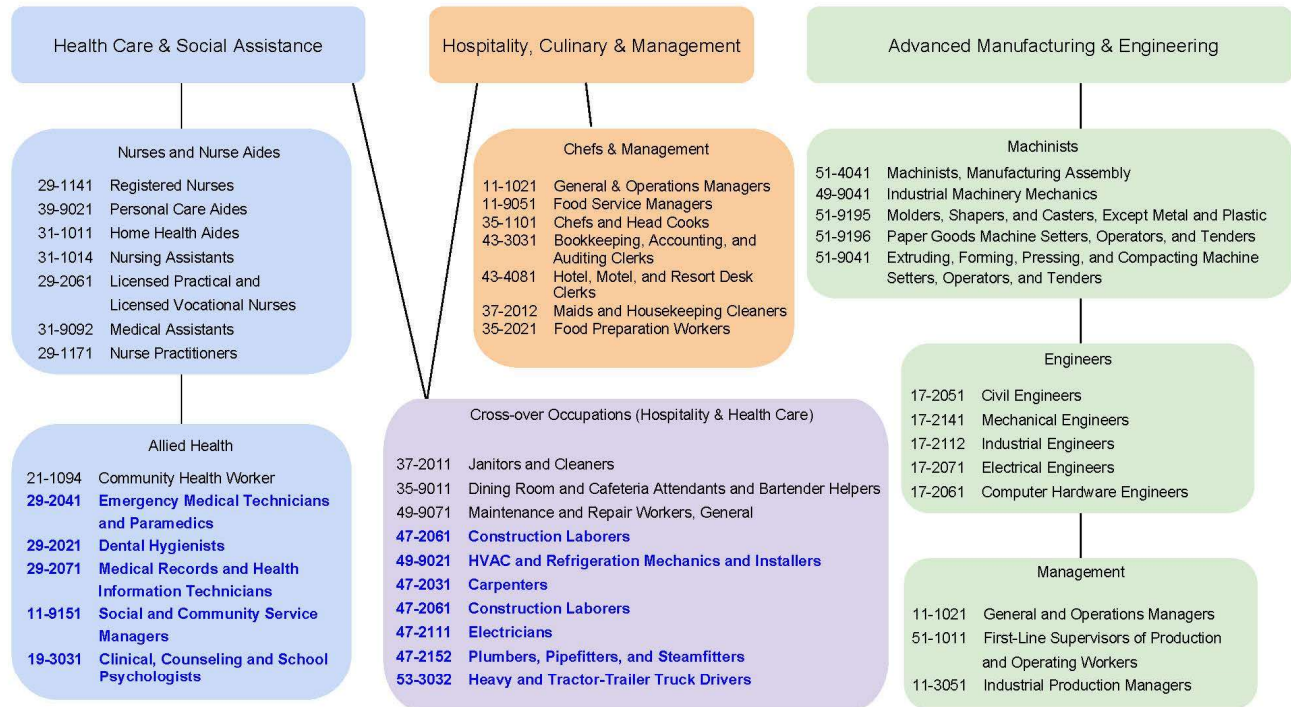 Health Care & Social Assistance
Hospitality, Culinary & Management
Advanced Manufacturing & Engineering
Nurses and Nurse Aides
29-1141 Registered Nurses
39-9021 Personal Care Aides
31-1011 Home Health Aides
31-1014 Nursing Assistants
29-2061 Licensed Practical and
Licensed Vocational Nurses
31-9092 Medical Assistants
29-1171 Nurse Practitioners
Allied Health
21-1094 Community Health Worker
29-2041 Emergency Medical Technicians
and Paramedics
29-2021 Dental Hygienists
29-2071 Medical Records and Health
Information Technicians
11-9151 Social and Community Service
Managers
19-3031 Clinical, Counseling and School
Psychologists
Chefs & Management
11-1021 General & Operations Managers
11-9051 Food Service Managers
35-1101 Chefs and Head Cooks
43-3031 Bookkeeping, Accounting, and
Auditing Clerks
43-4081 Hotel, Motel, and Resort Desk
Clerks
37-2012 Maids and Housekeeping Cleaners
35-2021 Food Preparation Workers
Cross-over Occupations (Hospitality & Health Care)
37-2011 Janitors and Cleaners
35-9011 Dining Room and Cafeteria Attendants and Bartender Helpers
49-9071 Maintenance and Repair Workers, General
47-2061 Construction Laborers
49-9021 HVAC and Refrigeration Mechanics and Installers
47-2031 Carpenters
47-2061 Construction Laborers
47-2111 Electricians
47-2152 Plumbers, Pipefitters, and Steamfitters
53-3032 Heavy and Tractor-Trailer Truck Drivers
Machinists
51-4041 Machinists, Manufacturing Assembly
49-9041 Industrial Machinery Mechanics
51-9195 Molders, Shapers, and Casters, Except Metal and Plastic
51-9196 Paper Goods Machine Setters, Operators, and Tenders
51-9041 Extruding, Forming, Pressing, and Compacting Machine
Setters, Operators, and Tenders
Engineers
17-2051 Civil Engineers
17-2141 Mechanical Engineers
17-2112 Industrial Engineers
17-2071 Electrical Engineers
17-2061 Computer Hardware Engineers
Management
11-1021 General and Operations Managers
51-1011 First-Line Supervisors of Production
and Operating Workers
11-3051 Industrial Production Managers